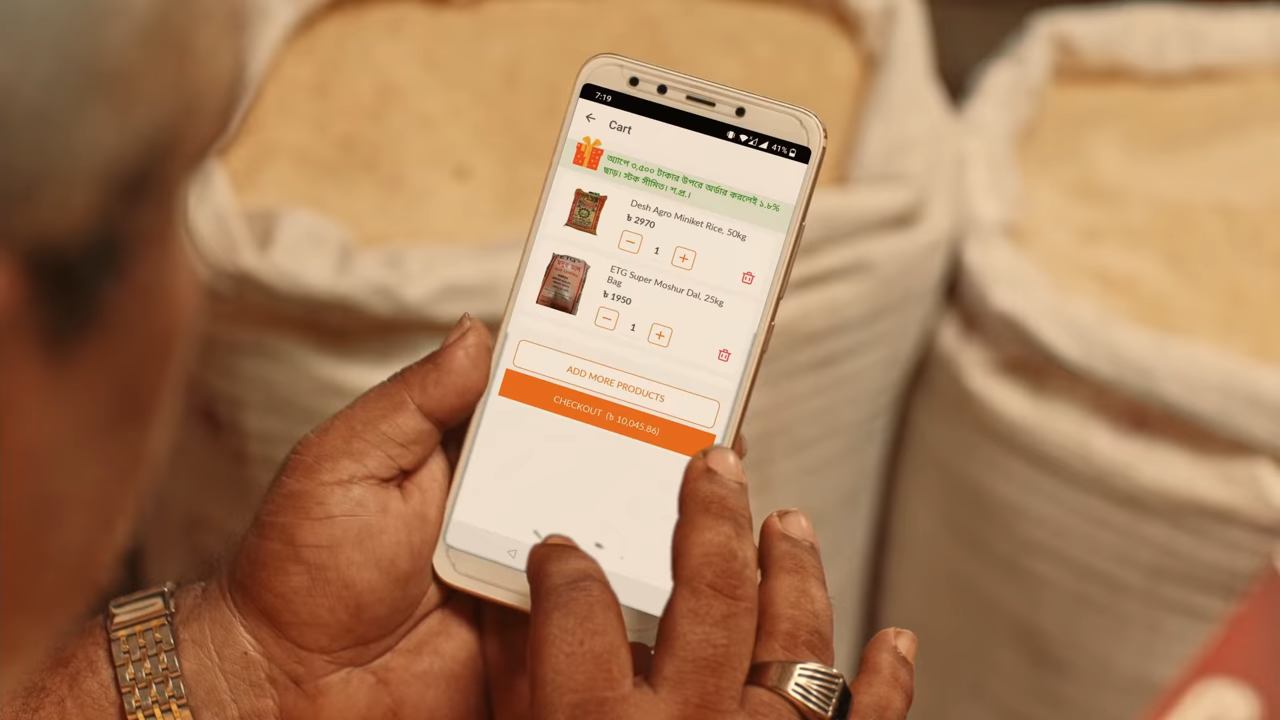 7:19
41%
Cart
অ্যাপে ৩,৫০০ টাকার উপরে অর্ডার করলেই ১.৮%
ছাড়। স্টক সীমিত। শ.প্র.।
Desh Agro Miniket Rice, 50kg
৳ 2970
1
ETG Super Moshur Dal, 25kg
Bag
৳ 1950
1
ADD MORE PRODUCTS
CHECKOUT (৳ 10,045.86)